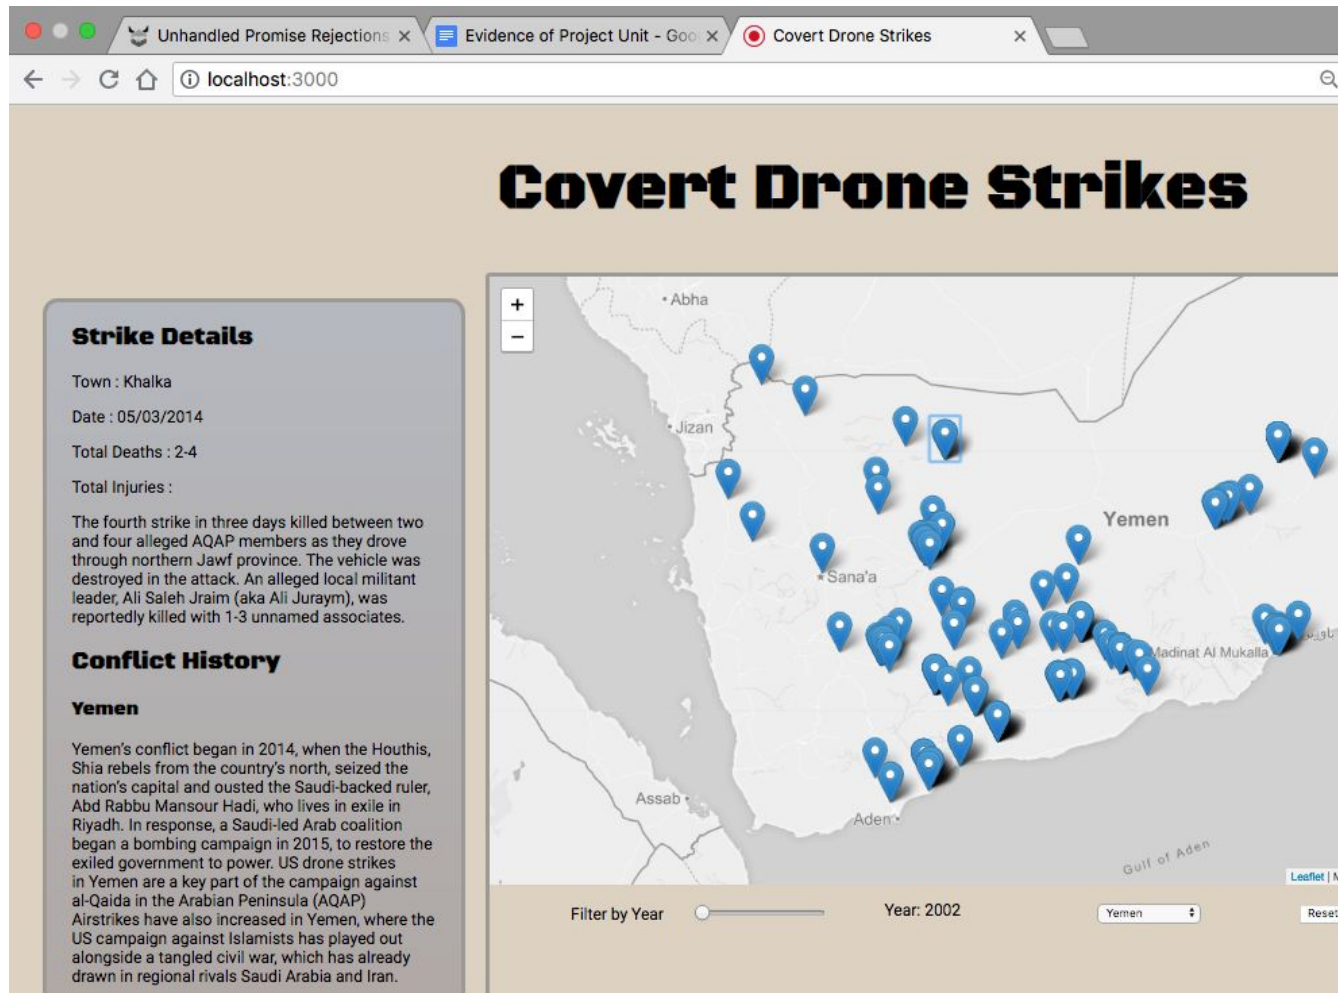 Unhandled Promise Rejections
Evidence of Project Unit - Goo
Covert Drone Strikes
localhost:3000
Covert Drone Strikes
Strike Details
Town : Khalka
Date : 05/03/2014
Total Deaths : 2-4
Total Injuries :
The fourth strike in three days killed between two
and four alleged AQAP members as they drove
through northern Jawf province. The vehicle was
destroyed in the attack. An alleged local militant
leader, Ali Saleh Jraim (aka Ali Juraym), was
reportedly killed with 1-3 unnamed associates.
Conflict History
Yemen
Yemen's conflict began in 2014, when the Houthis,
Shia rebels from the country's north, seized the
nation's capital and ousted the Saudi-backed ruler,
Abd Rabbu Mansour Hadi, who lives in exile in
Riyadh. In response, a Saudi-led Arab coalition
began a bombing campaign in 2015, to restore the
exiled government to power. US drone strikes
in Yemen are a key part of the campaign against
al-Qaida in the Arabian Peninsula (AQAP)
Airstrikes have also increased in Yemen, where the
US campaign against Islamists has played out
alongside a tangled civil war, which has already
drawn in regional rivals Saudi Arabia and Iran.
+
−
Abha
Jizan
Yemen
Sana'a
Madinat Al Mukalla
Assab
Aden
Gulf of Aden
Leaflet | M
Filter by Year
Year: 2002
Yemen
Reset